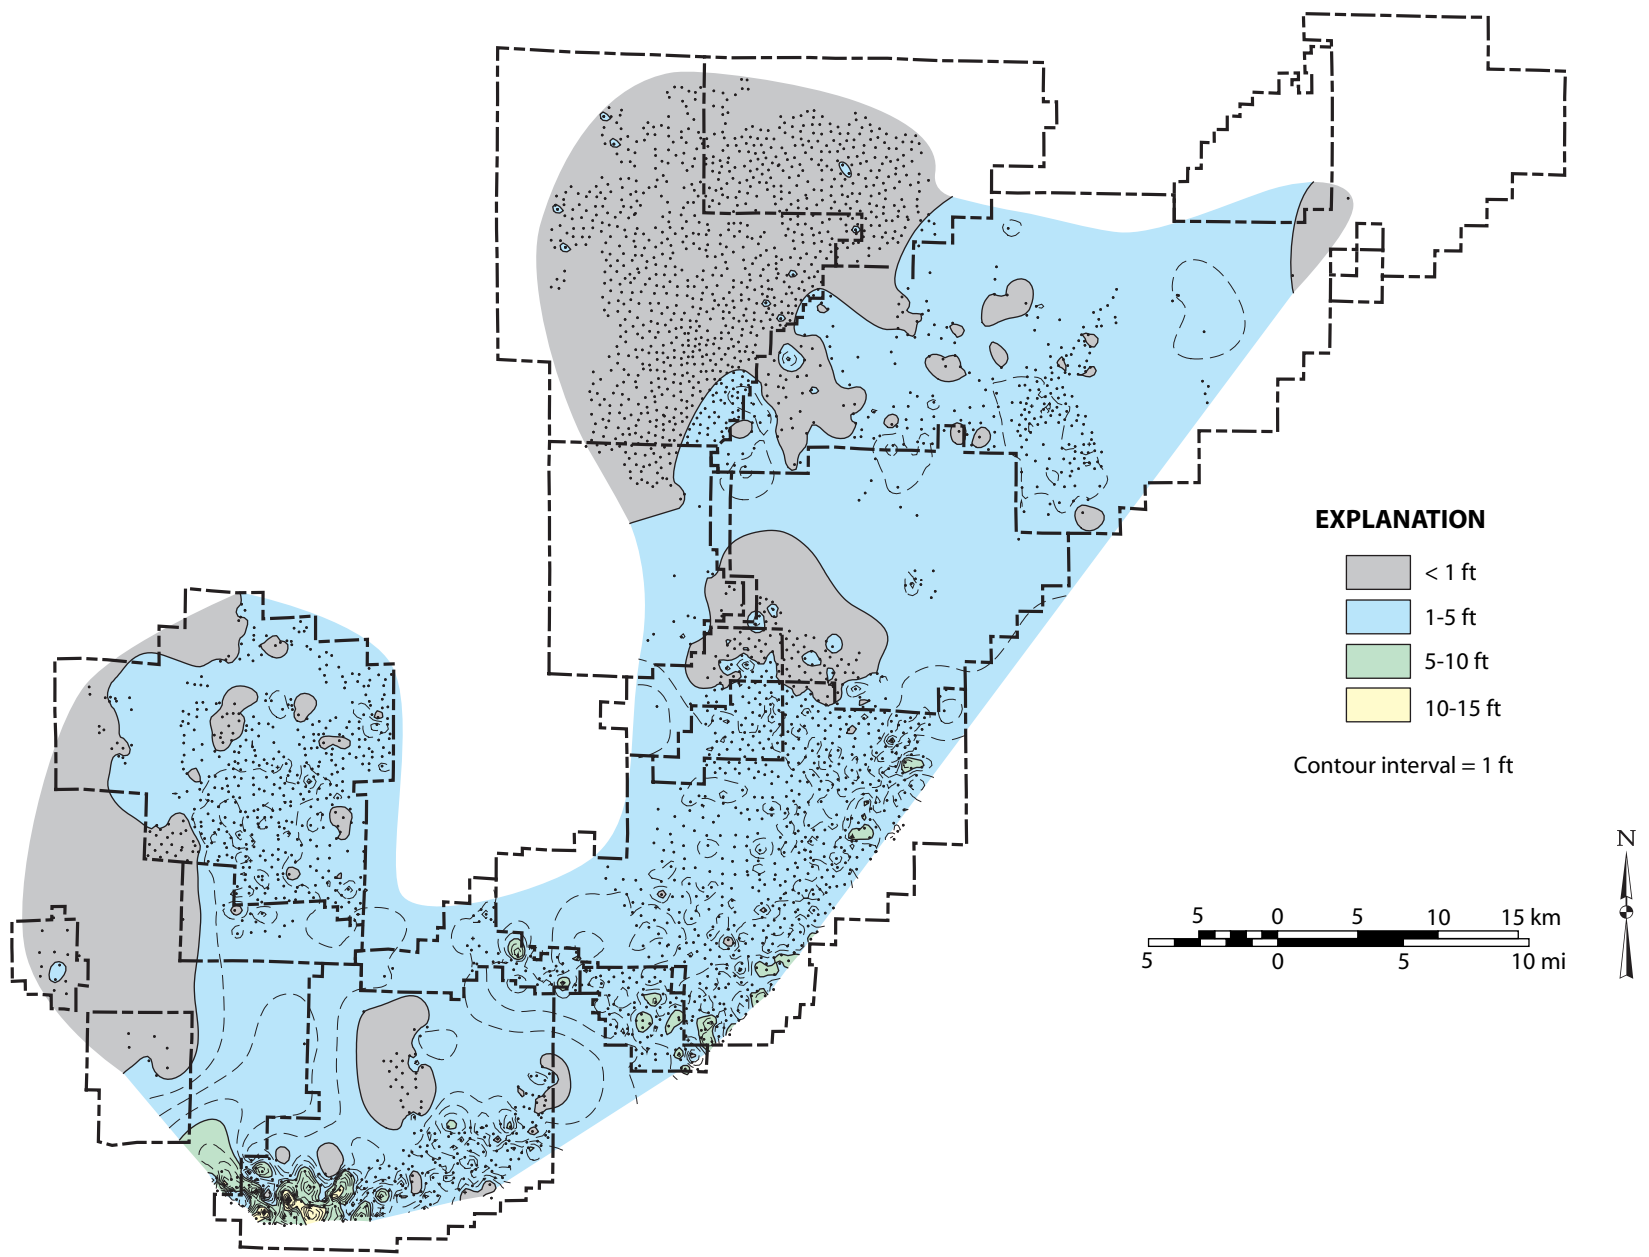 EXPLANATION
< 1 ft
1-5 ft
5-10 ft
10-15 ft
Contour interval = 1 ft
N
5 0 5 10 15 km
5 0 5 10 mi